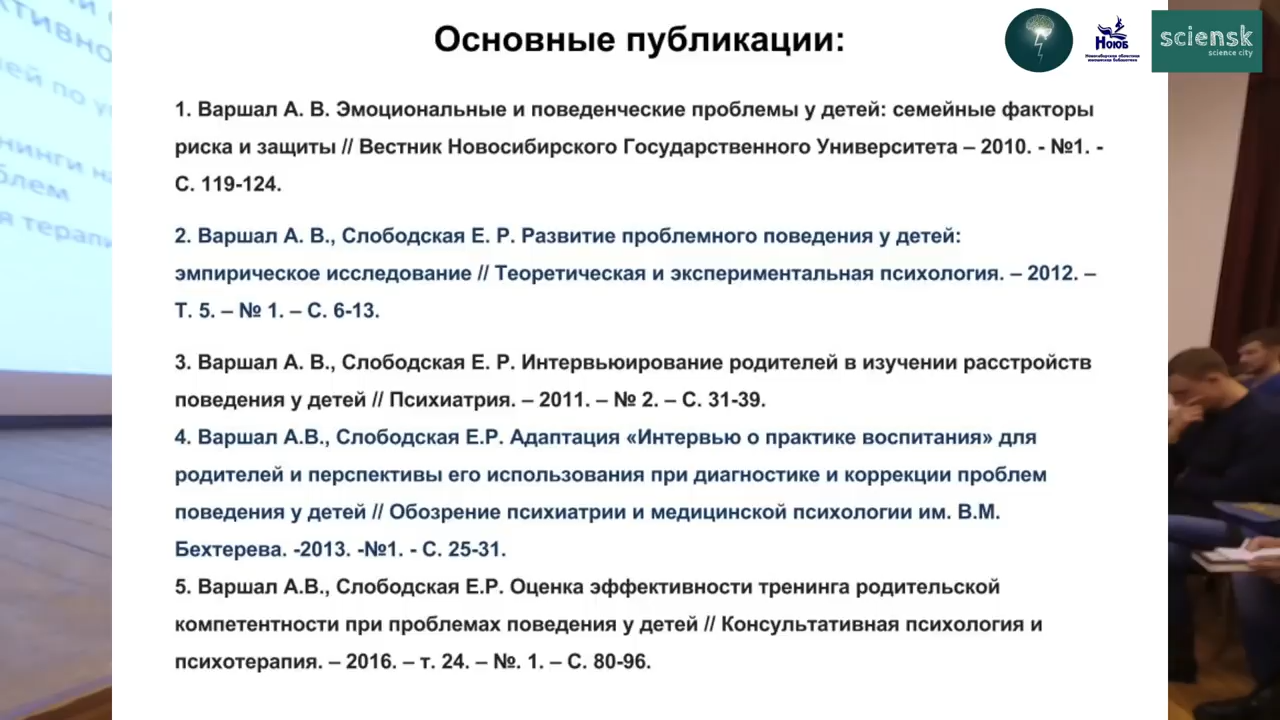 Основные публикации:
НОЮБ
Новосибирская областная
юношеская библиотека
sciensk
science city
1. Варшал А. В. Эмоциональные и поведенческие проблемы у детей: семейные факторы
риска и защиты // Вестник Новосибирского Государственного Университета – 2010. - №1. -
С. 119-124.
2. Варшал А. В., Слободская Е. Р. Развитие проблемного поведения у детей:
эмпирическое исследование // Теоретическая и экспериментальная психология. – 2012. –
Т. 5. – № 1. – С. 6-13.
3. Варшал А. В., Слободская Е. Р. Интервьюирование родителей в изучении расстройств
поведения у детей // Психиатрия. – 2011. – № 2. – С. 31-39.
4. Варшал А.В., Слободская Е.Р. Адаптация «Интервью о практике воспитания» для
родителей и перспективы его использования при диагностике и коррекции проблем
поведения у детей // Обозрение психиатрии и медицинской психологии им. В.М.
Бехтерева. -2013. -№1. - С. 25-31.
5. Варшал А.В., Слободская Е.Р. Оценка эффективности тренинга родительской
компетентности при проблемах поведения у детей // Консультативная психология и
психотерапия. – 2016. – т. 24. – №. 1. – С. 80-96.